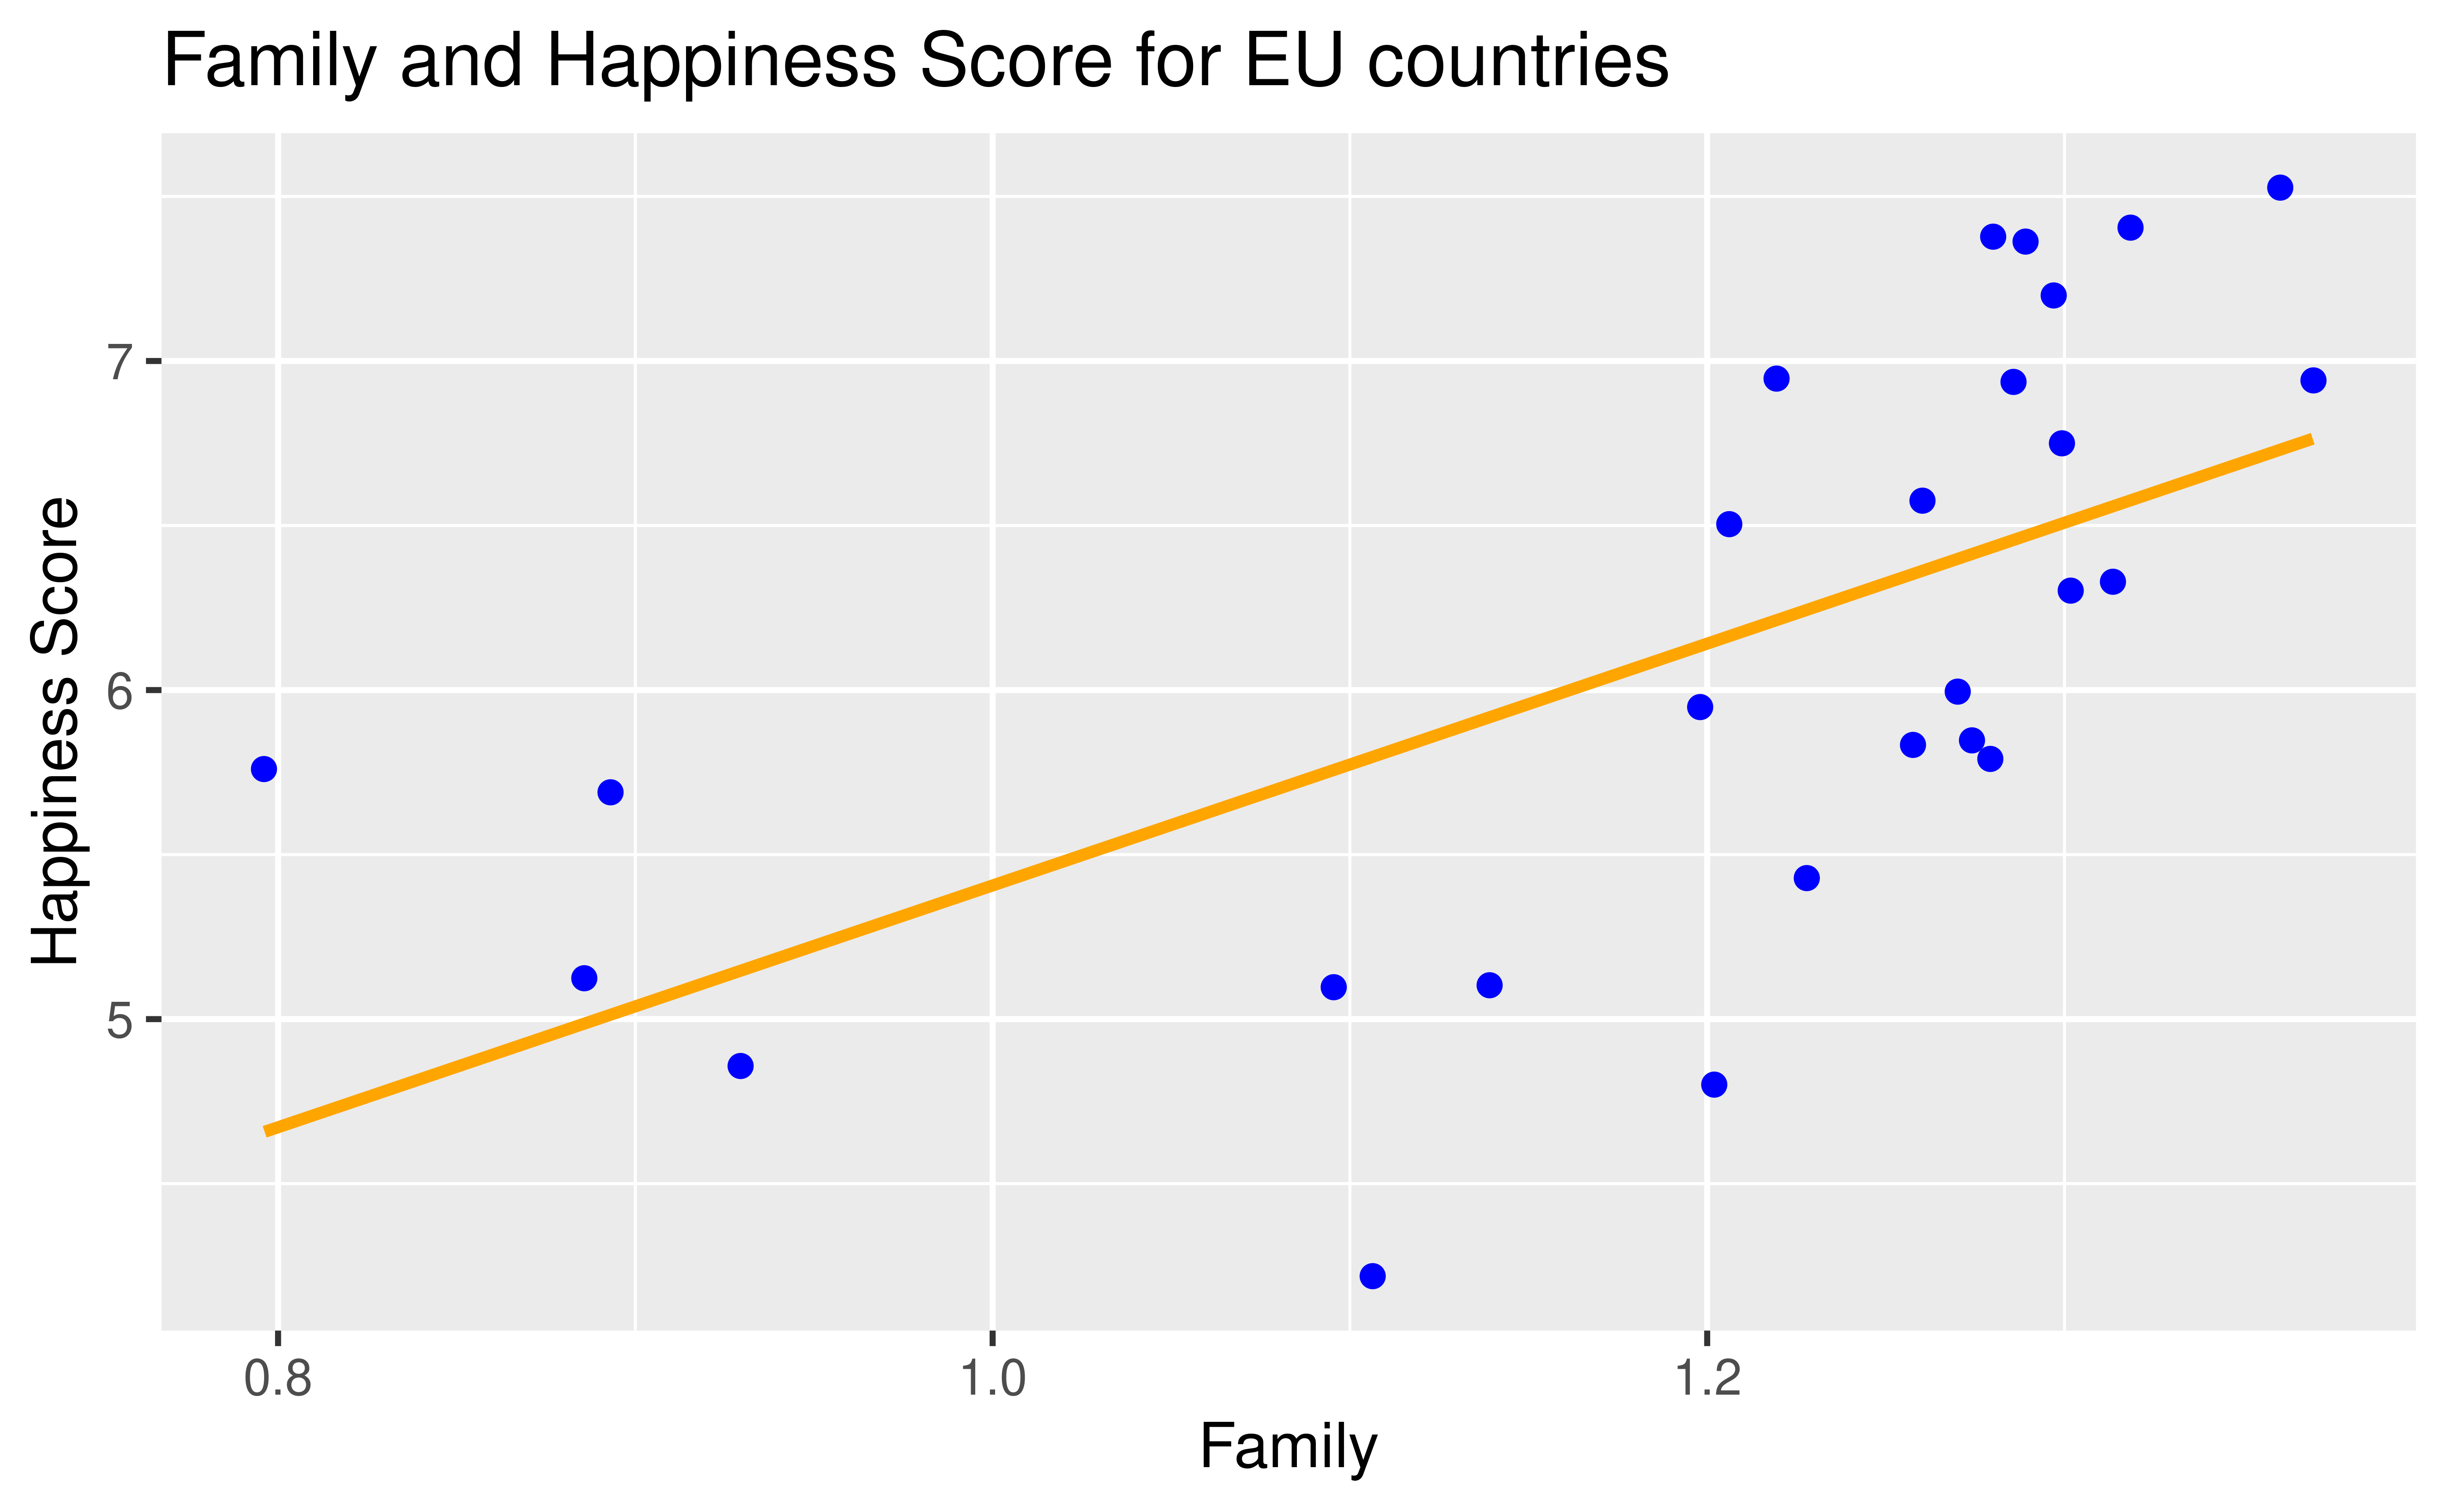 Family and Happiness Score for EU countries
7
6
5
Happiness Score
0.8 1.0 1.2
Family